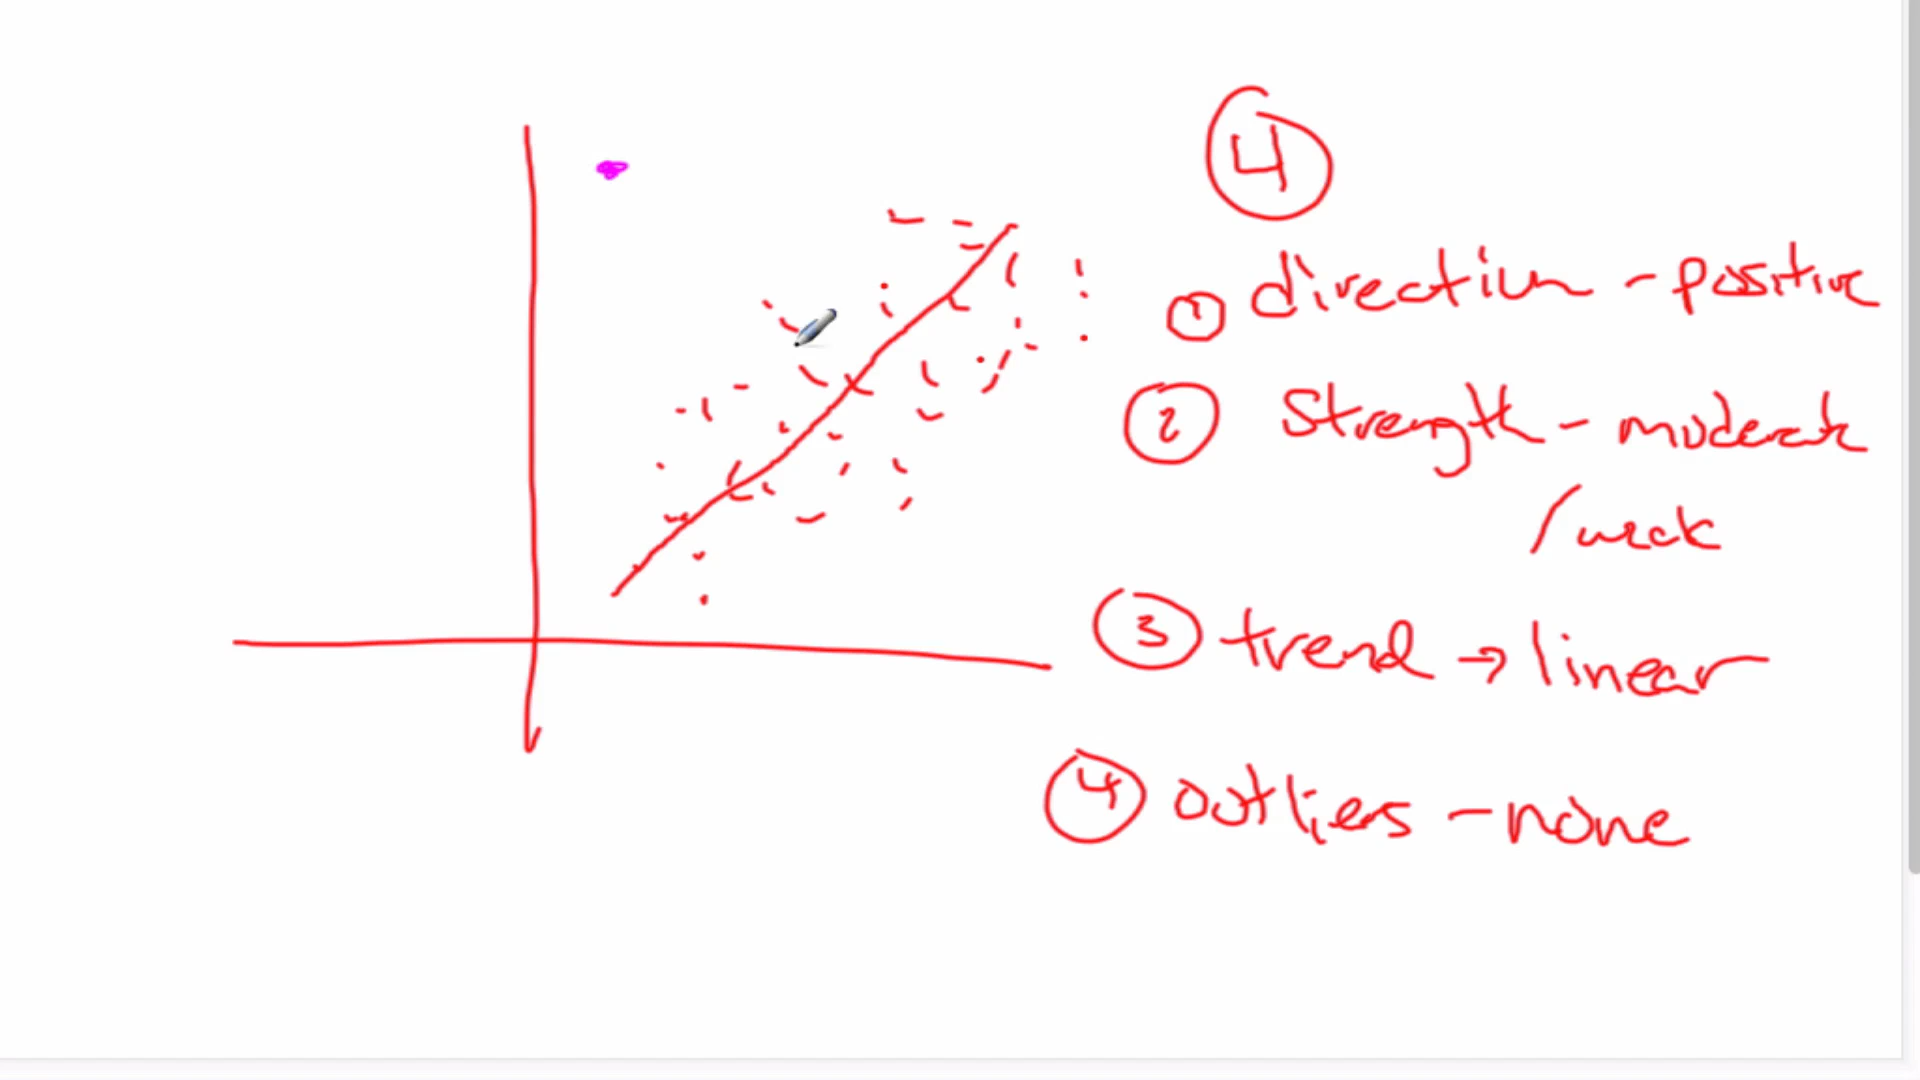 4
1 direction - positive
2 Strength - moderate
/weak
3 trend → linear
4 outliers - none